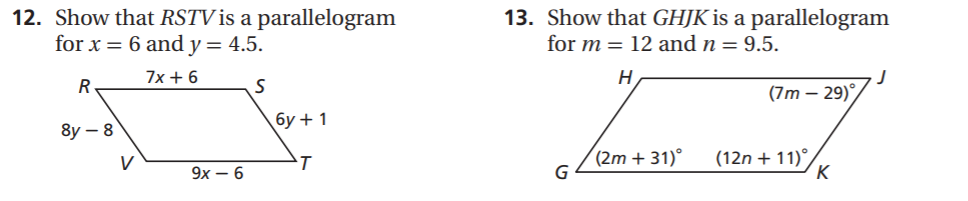 12. Show that RSTV is a parallelogram
for x = 6 and y = 4.5.
R
7x + 6
S
8y – 8
6y + 1
V
9x – 6
T
13. Show that GHJK is a parallelogram
for m = 12 and n = 9.5.
H
J
(7m – 29)°
(2m + 31)°
(12n + 11)°
G
K